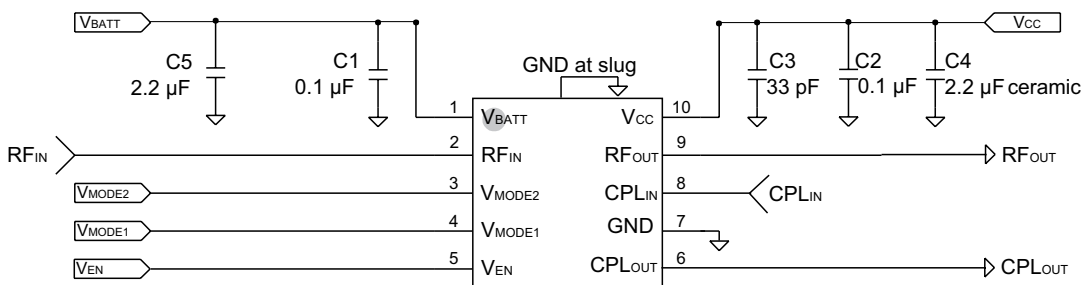 VBATT
VCC
C5
2.2 µF
C1
0.1 µF
GND at slug
C3
33 pF
C2
0.1 µF
C4
2.2 µF ceramic
1 VBATT VCC 10
RFIN 2 RFIN RFOUT 9 RFOUT
VMODE2 3 VMODE2 CPLIN 8 CPLIN
VMODE1 4 VMODE1 GND 7
VEN 5 VEN CPLOUT 6 CPLOUT